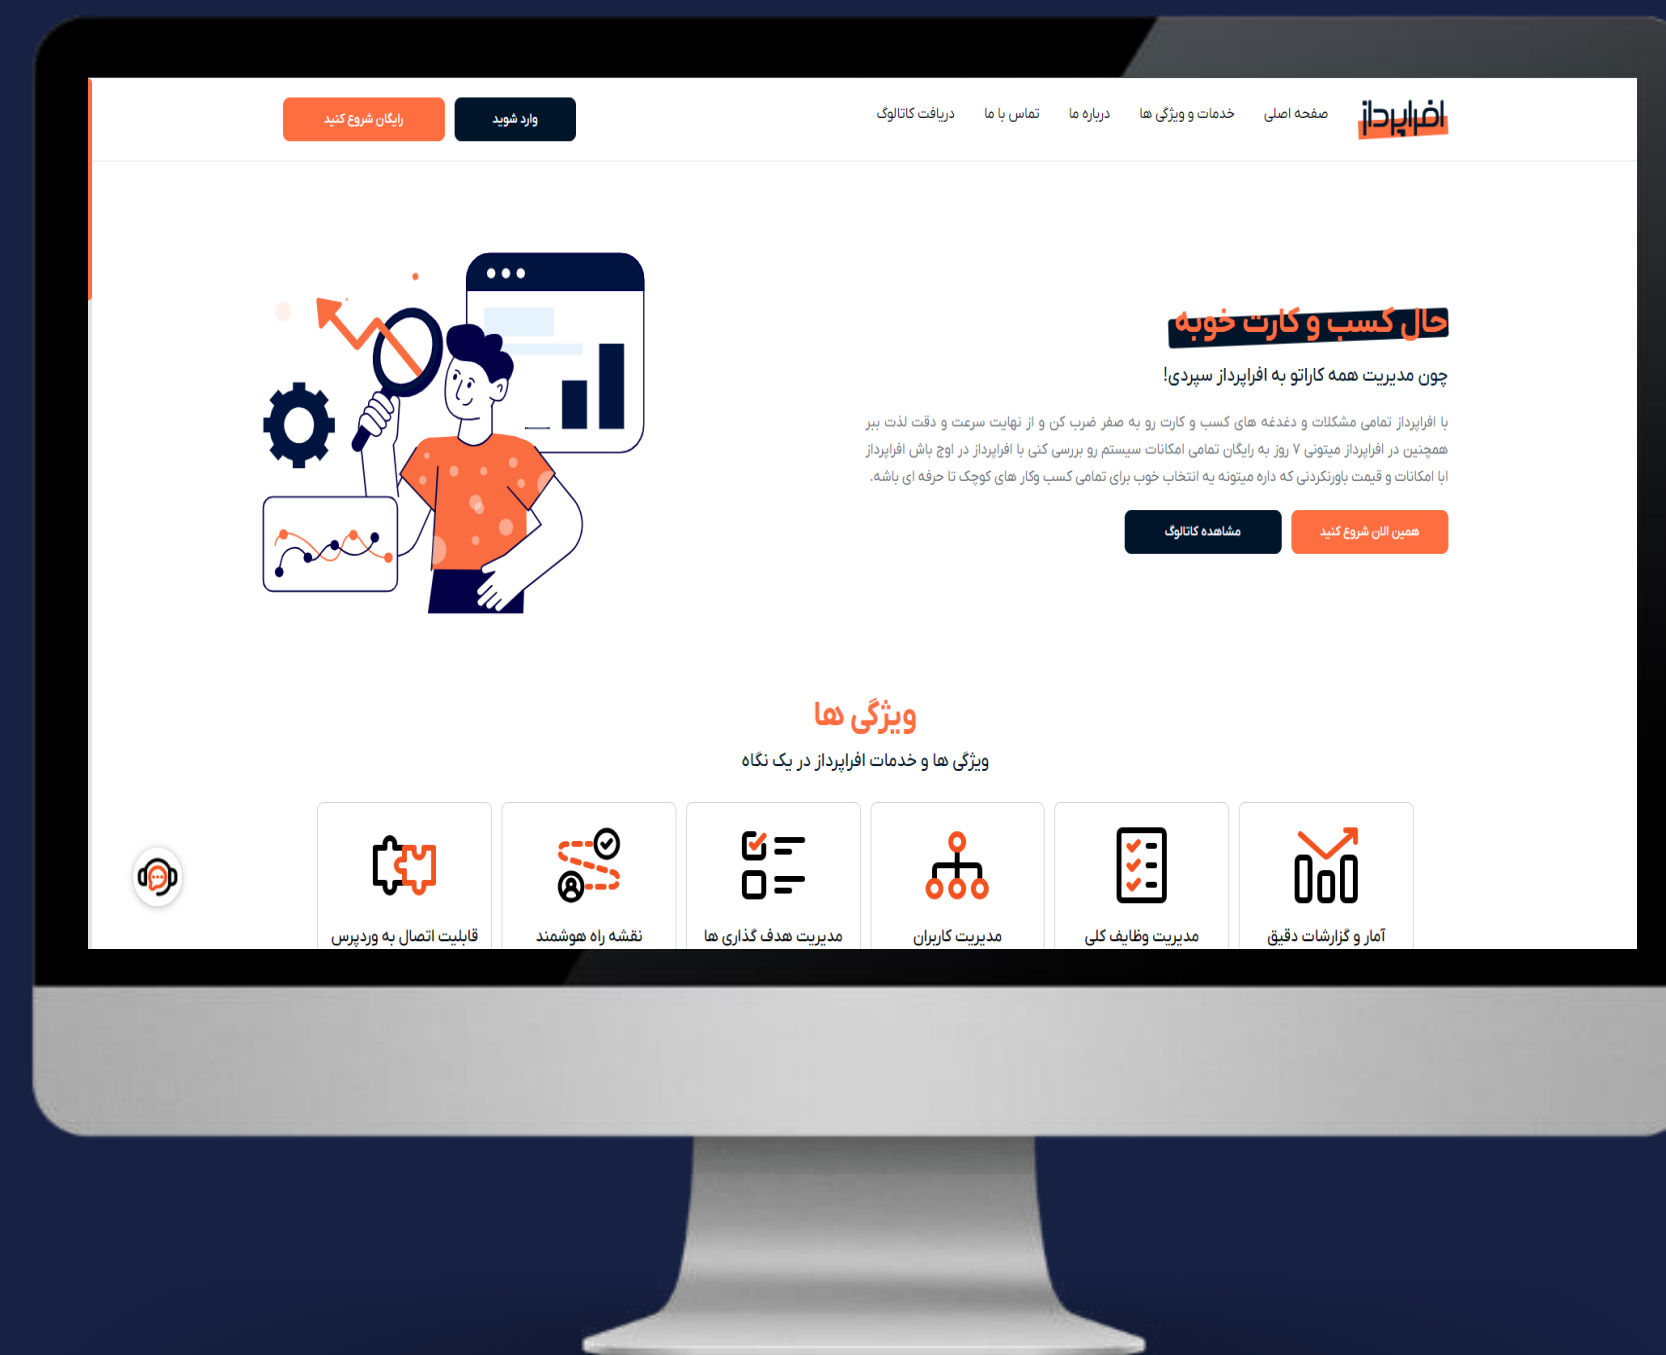 افراپرداز
صفحه اصلی
خدمات و ویژگی ها
درباره ما
تماس با ما
دریافت کاتالوگ
وارد شوید
رایگان شروع کنید
حال کسب و کارت خوبه
چون مدیریت همه کاراتو به افراپرداز سپردی!
با افراپرداز تمامی مشکلات و دغدغه های کسب و کارت رو به صفر ضرب کن و از نهایت سرعت و دقت لذت ببر
همچنین در افراپرداز میتونی ۷ روز به رایگان تمامی امکانات سیستم رو بررسی کنی با افراپرداز در اوج باش افراپرداز
ابا امکانات و قیمت باورنکردنی که داره میتونه یه انتخاب خوب برای تمامی کسب وکار های کوچک تا حرفه ای باشه.
همین الان شروع کنید
مشاهده کاتالوگ
ویژگی ها
ویژگی ها و خدمات افراپرداز در یک نگاه
آمار و گزارشات دقیق
مدیریت وظایف کلی
مدیریت کاربران
مدیریت هدف گذاری ها
نقشه راه هوشمند
قابلیت اتصال به وردپرس